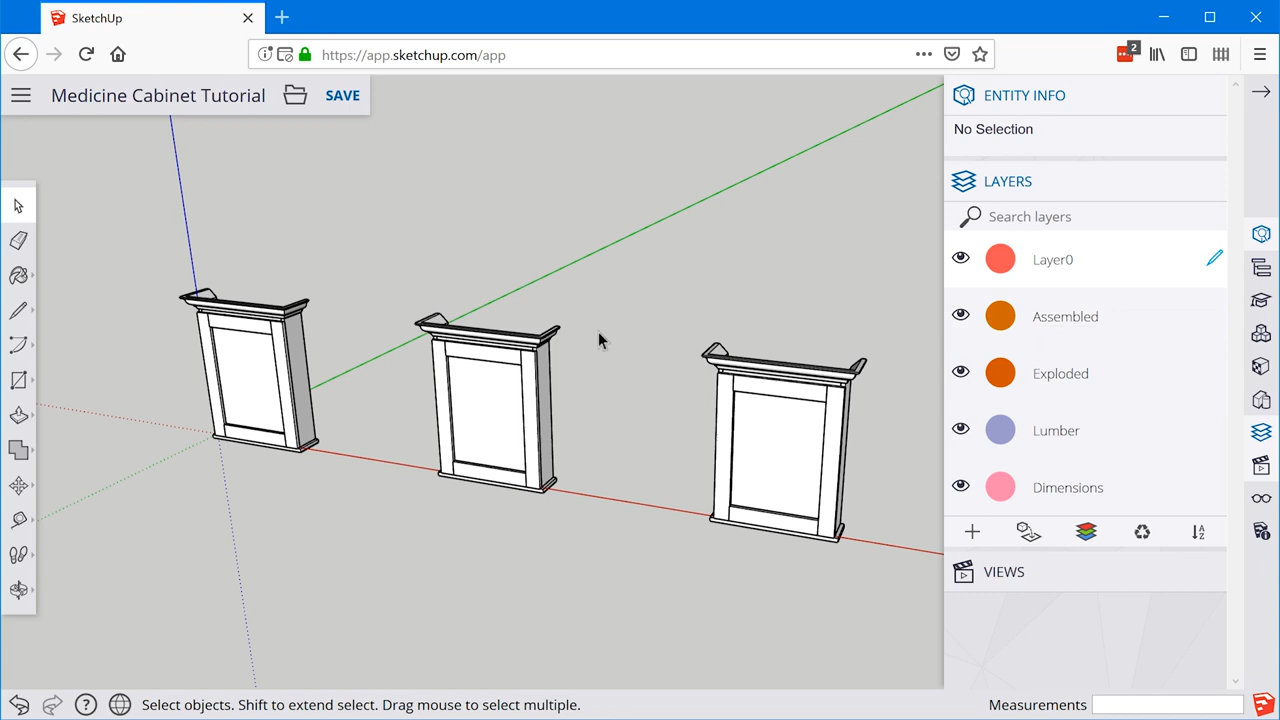 SketchUp
https://app.sketchup.com/app
2
Medicine Cabinet Tutorial
SAVE
ENTITY INFO
No Selection
LAYERS
Search layers
Layer0
Assembled
Exploded
Lumber
Dimensions
A
Z
VIEWS
Select objects. Shift to extend select. Drag mouse to select multiple.
Measurements